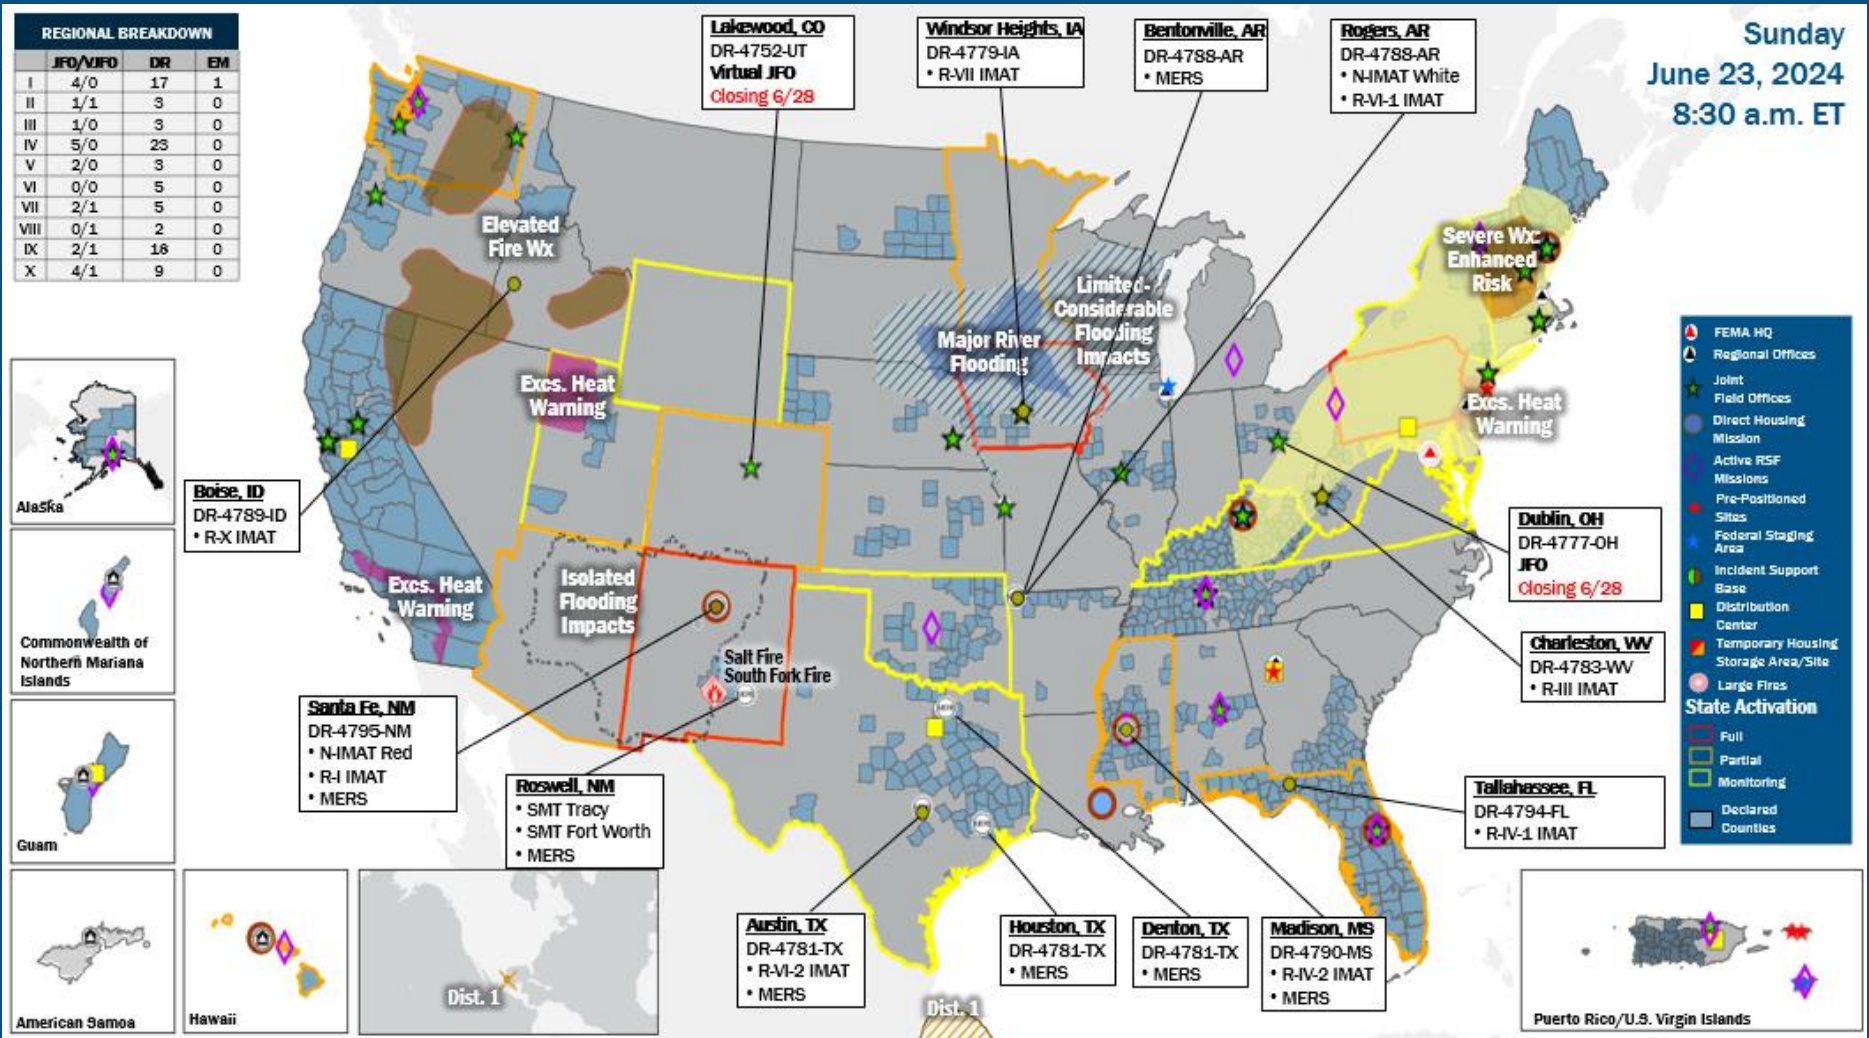 REGIONAL BREAKDOWN
JFO/VJFO DR EM
I 4/0 17 1
II 1/1 3 0
III 1/0 3 0
IV 5/0 23 0
V 2/0 3 0
VI 0/0 5 0
VII 2/1 5 0
VIII 0/1 2 0
IX 2/1 18 0
X 4/1 9 0
Lakewood, CO
DR-4752-UT
Virtual JFO
Closing 6/28
Windsor Heights, IA
DR-4779-IA
• R-VII IMAT
Bentonville, AR
DR-4788-AR
• MERS
Rogers, AR
DR-4788-AR
• N-IMAT White
• R-VI-1 IMAT
Sunday
June 23, 2024
8:30 a.m. ET
Elevated
Fire Wx
Major River
Flooding
Limited-
Considerable
Flooding
Impacts
Severe Wx:
Enhanced
Risk
Excs. Heat
Warning
Excs. Heat
Warning
Excs. Heat
Warning
Isolated
Flooding
Impacts
Salt Fire
South Fork Fire
Alaska
Commonwealth of
Northern Mariana
Islands
Guam
American Samoa
Hawaii
Boise, ID
DR-4789-ID
• R-X IMAT
Santa Fe, NM
DR-4795-NM
• N-IMAT Red
• R-I IMAT
• MERS
Roswell, NM
• SMT Tracy
• SMT Fort Worth
• MERS
Dist. 1
Dist. 1
Austin, TX
DR-4781-TX
• R-VI-2 IMAT
• MERS
Houston, TX
DR-4781-TX
• MERS
Denton, TX
DR-4781-TX
• MERS
Madison, MS
DR-4790-MS
• R-IV-2 IMAT
• MERS
Tallahassee, FL
DR-4794-FL
• R-IV-1 IMAT
Charleston, WV
DR-4783-WV
• R-III IMAT
Dublin, OH
DR-4777-OH
JFO
Closing 6/28
FEMA HQ
Regional Offices
Joint
Field Offices
Direct Housing
Mission
Active RSF
Missions
Pre-Positioned
Sites
Federal Staging
Area
Incident Support
Base
Distribution
Center
Temporary Housing
Storage Area/Site
Large Fires
State Activation
Full
Partial
Monitoring
Declared
Counties
Puerto Rico/U.S. Virgin Islands